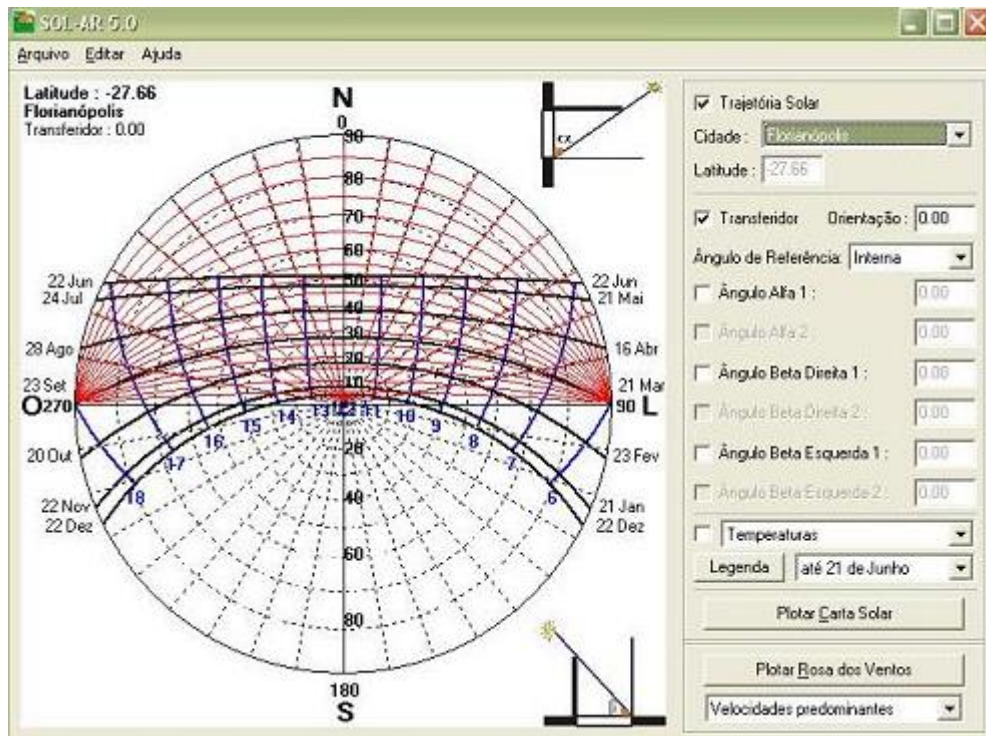 SOL-AR 5.0
Arquivo Editar Ajuda
Latitude : -27.66
Florianópolis
Transferidor : 0.00
N
0
90
80
70
60
50
40
30
20
10
22 Jun
24 Jul
28 Ago
23 Set
O 270
20 Out
22 Nov
22 Dez
22 Jun
21 Mai
16 Abr
21 Mar
90 L
23 Fev
21 Jan
22 Dez
18 17 16 15 14 13 12 11 10 9 8 7 6
20
40
60
80
180
S
α
β
Trajetória Solar
Cidade : Florianópolis
Latitude : -27.66
Transferidor Orientação : 0.00
Ângulo de Referência: Interna
Ângulo Alfa 1 : 0.00
Ângulo Alfa 2 : 0.00
Ângulo Beta Direita 1 : 0.00
Ângulo Beta Direita 2 : 0.00
Ângulo Beta Esquerda 1 : 0.00
Ângulo Beta Esquerda 2 : 0.00
Temperaturas
Legenda até 21 de Junho
Plotar Carta Solar
Plotar Rosa dos Ventos
Velocidades predominantes